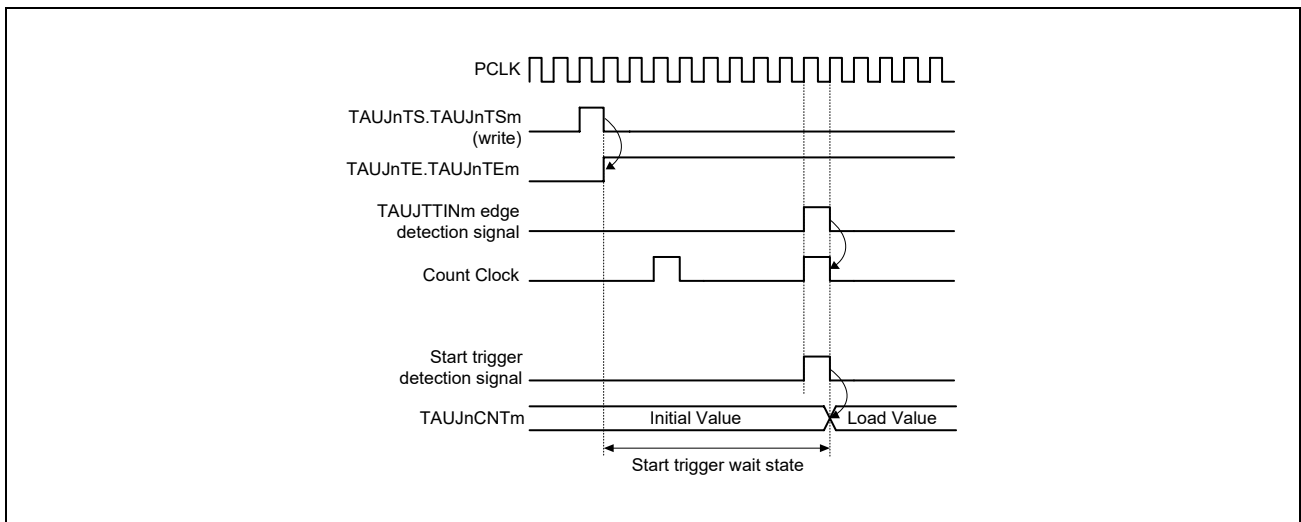 PCLK
TAUJnTS.TAUJnTSm
(write)
TAUJnTE.TAUJnTEm
TAUJTTINm edge
detection signal
Count Clock
Start trigger
detection signal
TAUJnCNTm
Initial Value
Load Value
Start trigger wait state